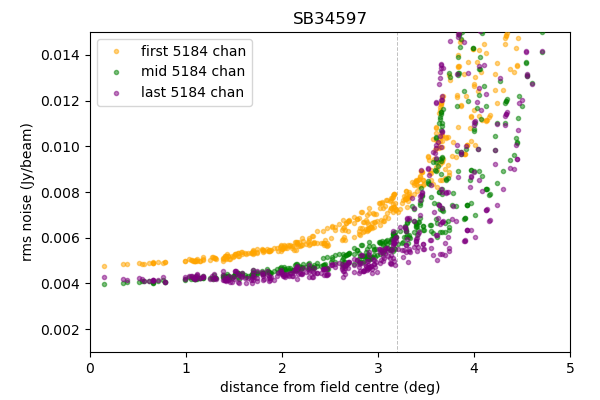 SB34597
first 5184 chan
mid 5184 chan
last 5184 chan
rms noise (Jy/beam)
0.014
0.012
0.010
0.008
0.006
0.004
0.002
0 1 2 3 4 5
distance from field centre (deg)